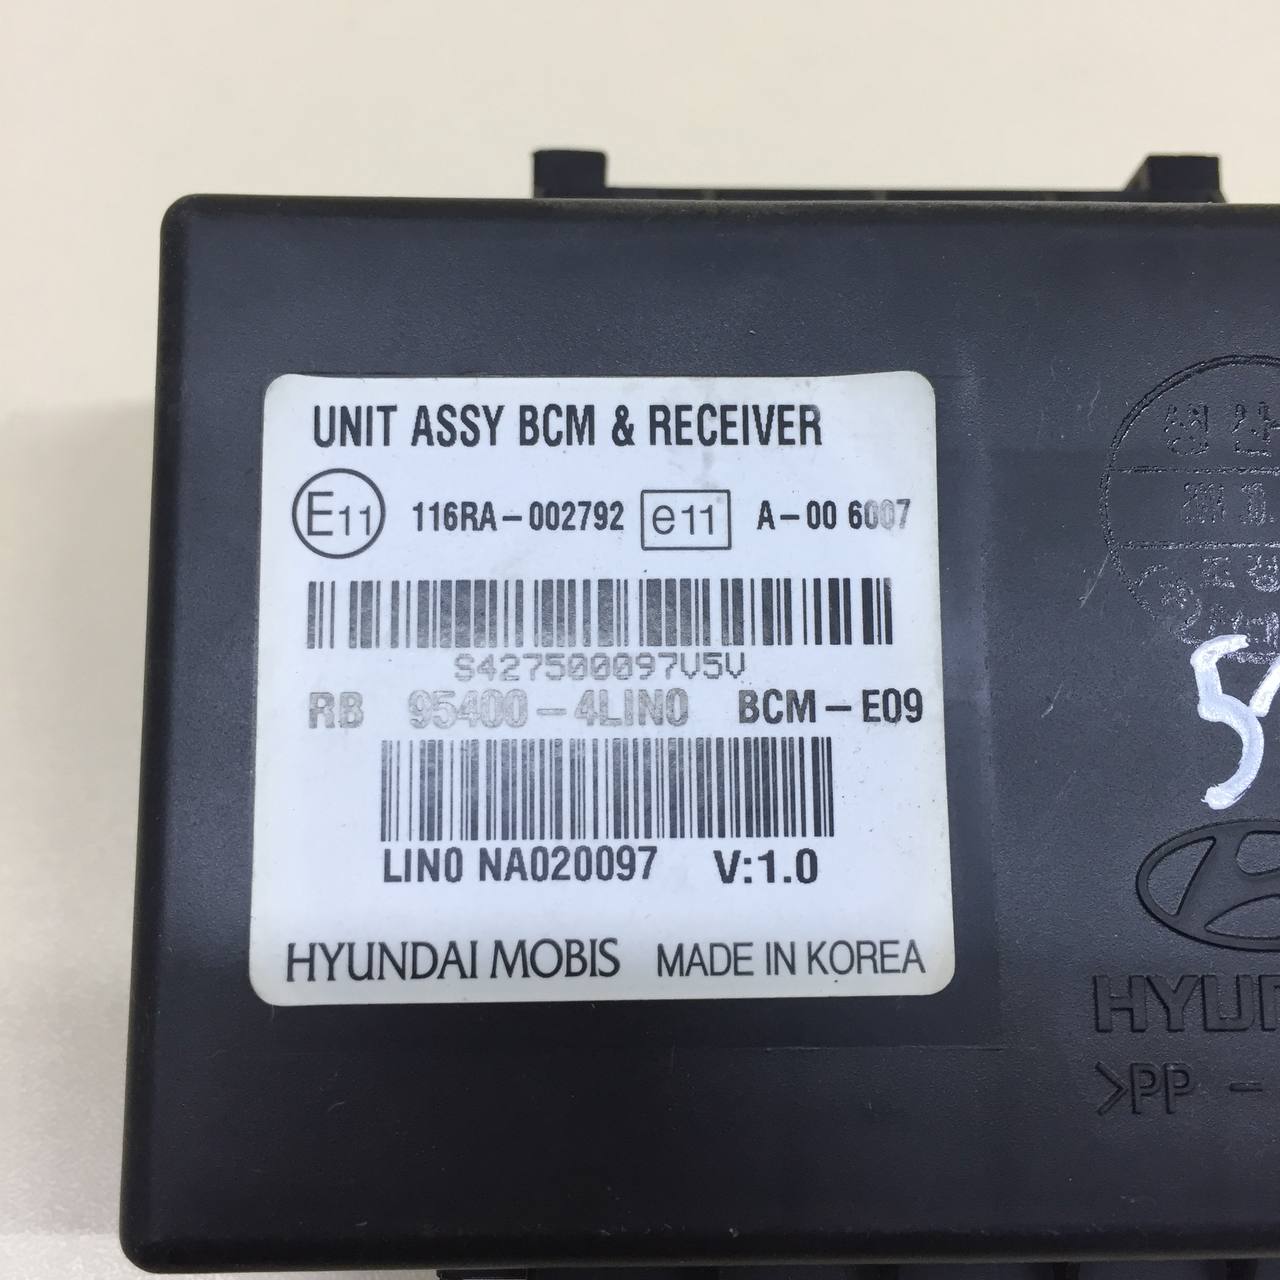 UNIT ASSY BCM & RECEIVER
E11 116RA-002792 e11 A-00 6007
S427500097V5V
RB 95400-4LIN0 BCM-E09
LIN0 NA020097 V:1.0
HYUNDAI MOBIS MADE IN KOREA
>PP -